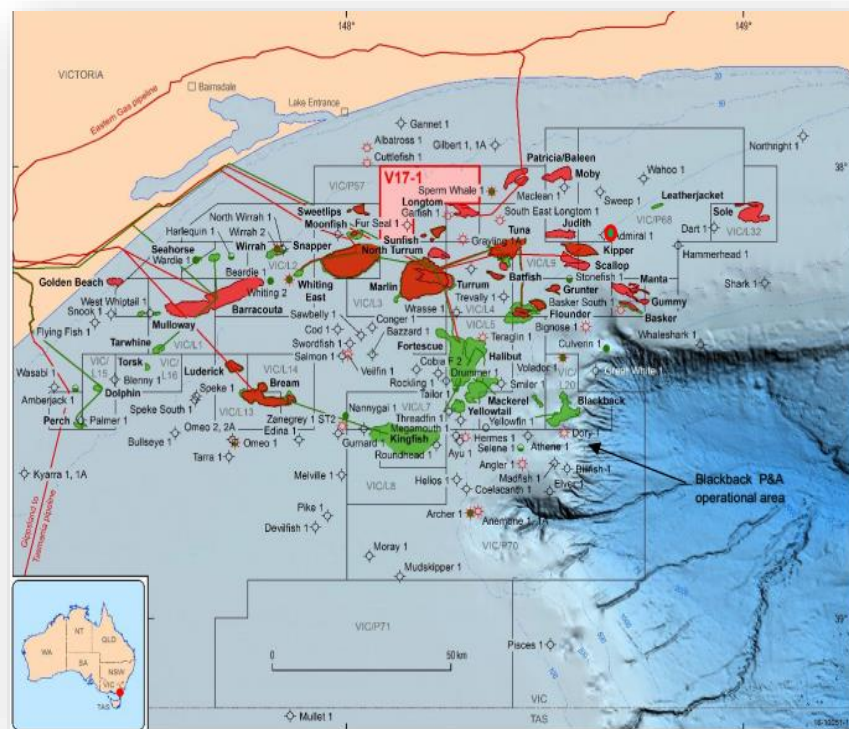 148°
149°
VICTORIA
Bairnsdale
Lake Entrance
Eastern Gas pipeline
20
50
Gannet 1
Albatross 1
Cuttlefish 1
Gilbert 1, 1A
Northright 1
38°
VIC/P57
V17-1
Patricia/Baleen
Moby
Sperm Whale 1
Maclean 1
Wahoo 1
Sweep 1
Leatherjacket
VIC/P68
Sole
VIC/L32
Dart 1
Sweetlips
Longtom
Garfish 1
South East Longtom 1
Moonfish
Fur Seal 1
Sunfish
Grayling 1A
Tuna
Judith
Admiral 1
Kipper
Hammerhead 1
North Wirrah 1
Harlequin 1
Wirrah 2
Wirrah
Snapper
North Turrum
Seahorse
Wardie 1
Beardie 1
VIC/L2
VIC/L9
Scallop
Batfish
Stonefish 1
Golden Beach
Whiting 2
Whiting East
Marlin
Turrum
Grunter
Manta
Shark 1
West Whiptail 1
Snook 1
Barracouta
Sawbelly 1
VIC/L3
Wasse 1
Trevally 1
VIC/L4
Basker South 1
Gummy
Basker
Flying Fish 1
Mulloway
Cod 1
Conger 1
Bazzard 1
VIC/L5
Flounder
Bignose 1
Whaleshark 1
Tarwhine
VIC/L1
Swordfish 1
Salmon 1
Veilfin 1
Fortescue
Teraglin 1
Culverin 1
VIC/L15
Torsk
VIC/L16
Blenny 1
Luderick
VIC/L14
Cobia F 2
Halibut
Drummer 1
Volador 1
VIC/L20
Great White 1
Wasabi 1
Amberjack 1
Dolphin
Speke 1
Bream
Rockling 1
Tailor 1
Smiler 1
Speke South 1
VIC/L13
Zanegrey 1 ST2
Nannygai 1
VIC/L7
Threadfin 1
Mackerel
Yellowtail
Blackback
Perch
Palmer 1
Omeo 2, 2A
Edina 1
Megamouth 1
Yellowfin 1
Bullseye 1
Omeo 1
Gurnard 1
Kingfish
Hermes 1
Dory 1
Tarra 1
Roundhead 1
Ayu 1
Selene 1
Athene 1
Kyarra 1, 1A
Melville 1
VIC/L8
Helios 1
Angler 1
Madfish 1
Billfish 1
Coelacanth 1
Elver 1
Blackback P&A
operational area
Pike 1
Devilfish 1
Archer 1
Anemone 1, 1A
VIC/P70
Gippsland to
Tasmania pipeline
Moray 1
Mudskipper 1
VIC/P71
39°
Pisces 1
0
50 km
WA
NT
SA
QLD
NSW
VIC
TAS
Mullet 1
VIC
TAS